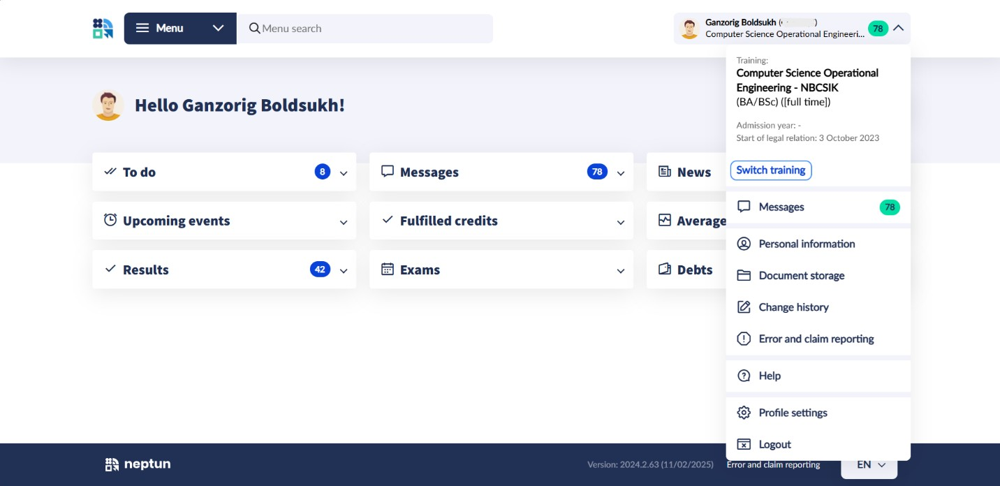 Menu
Menu search
Ganzorig Boldsukh ( )
Computer Science Operational Engineeri...
78
Hello Ganzorig Boldsukh!
To do 8
Messages 78
News
Upcoming events
Fulfilled credits
Average
Results 42
Exams
Debts
Training:
Computer Science Operational
Engineering - NBCSIK
(BA/BSc) ([full time])
Admission year: -
Start of legal relation: 3 October 2023
Switch training
Messages 78
Personal information
Document storage
Change history
Error and claim reporting
Help
Profile settings
Logout
neptun
Version: 2024.2.63 (11/02/2025)
Error and claim reporting
EN